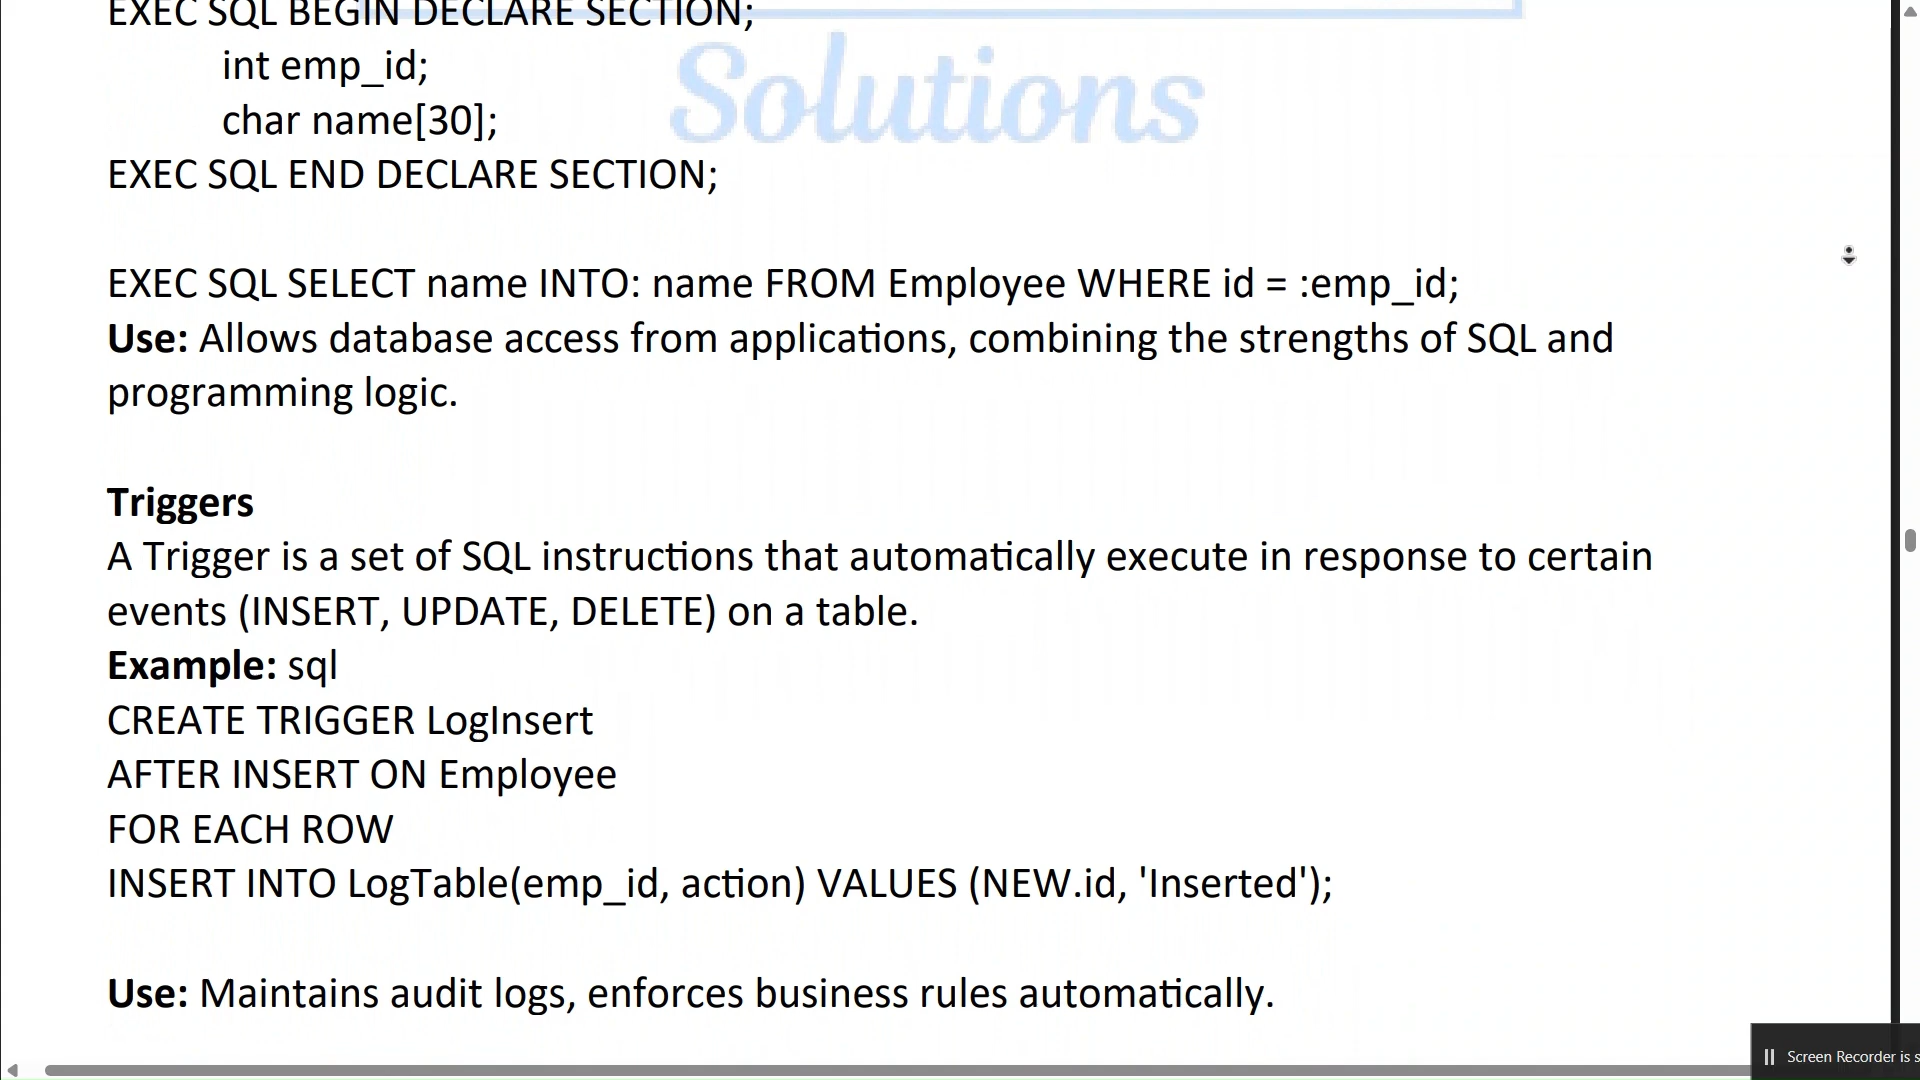 EXEC SQL BEGIN DECLARE SECTION;
Solutions
int emp_id;
char name[30];
EXEC SQL END DECLARE SECTION;
EXEC SQL SELECT name INTO: name FROM Employee WHERE id = :emp_id;
Use: Allows database access from applications, combining the strengths of SQL and
programming logic.
Triggers
A Trigger is a set of SQL instructions that automatically execute in response to certain
events (INSERT, UPDATE, DELETE) on a table.
Example: sql
CREATE TRIGGER LogInsert
AFTER INSERT ON Employee
FOR EACH ROW
INSERT INTO LogTable(emp_id, action) VALUES (NEW.id, 'Inserted');
Use: Maintains audit logs, enforces business rules automatically.
Screen Recorder is s